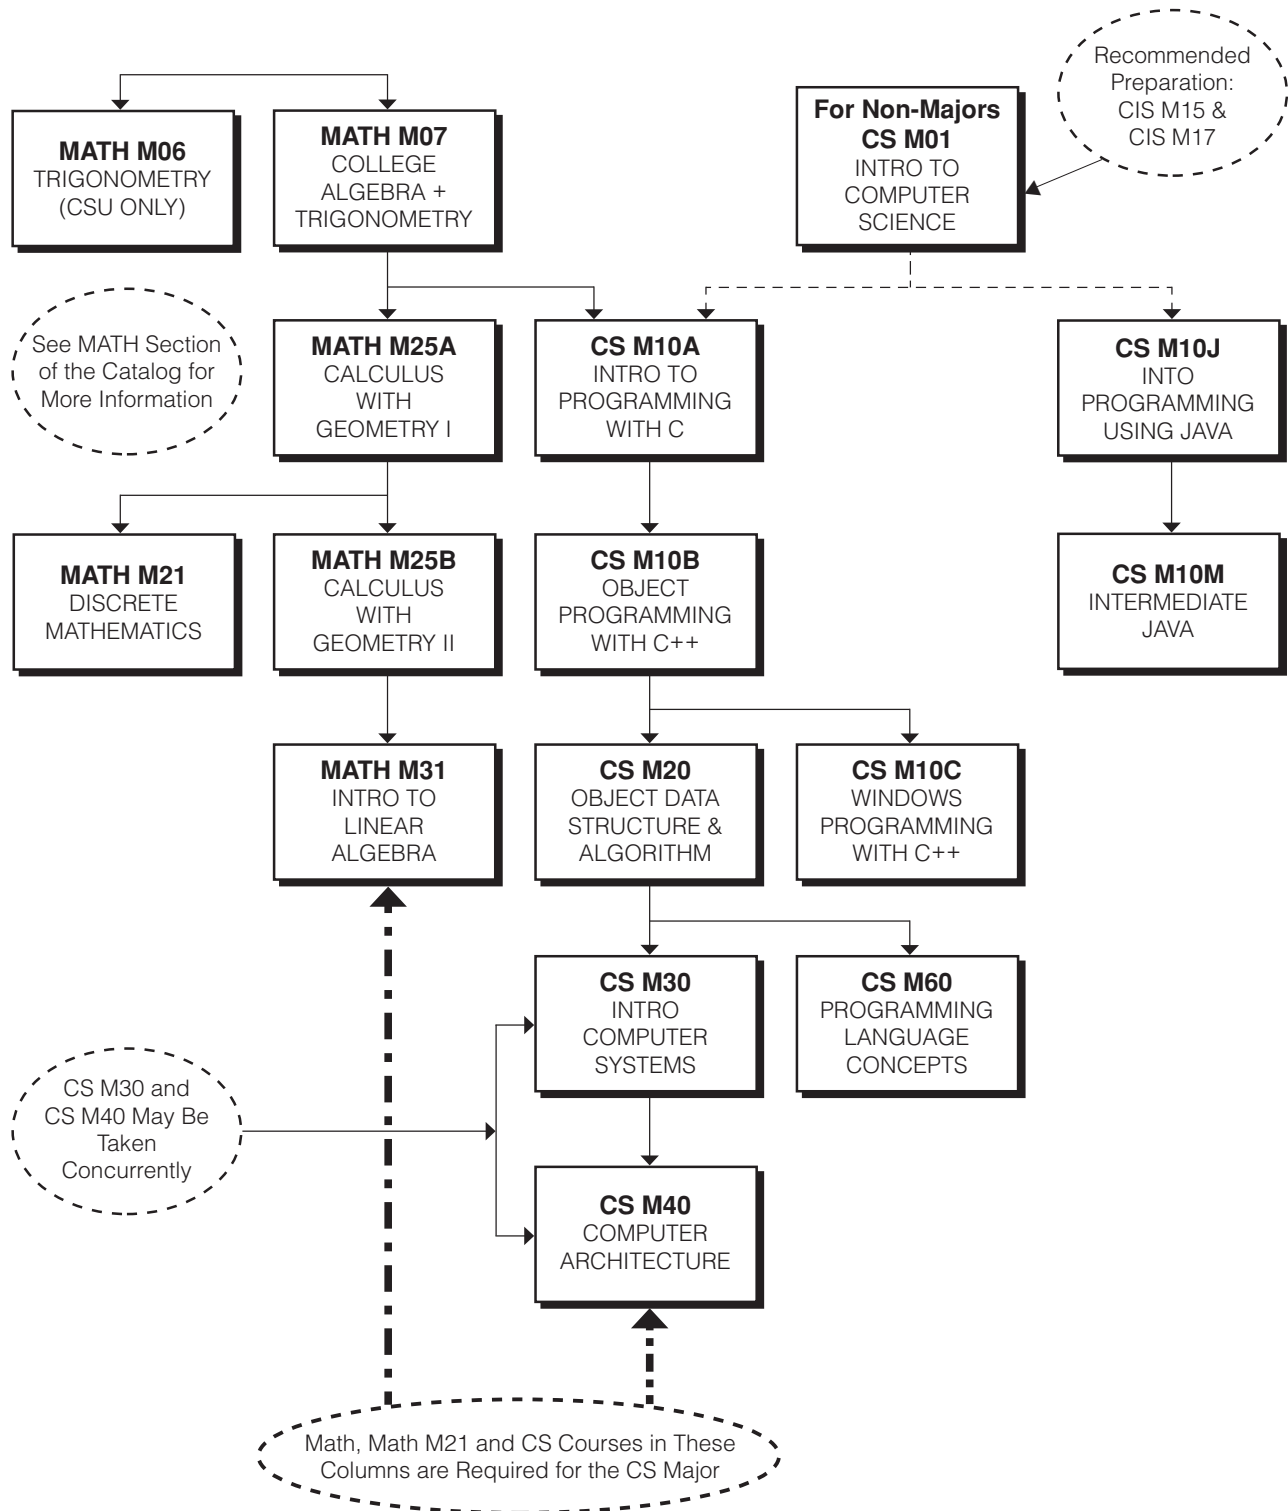 Recommended
Preparation:
CIS M15 &
CIS M17
MATH M06
TRIGONOMETRY
(CSU ONLY)
MATH M07
COLLEGE
ALGEBRA +
TRIGONOMETRY
For Non-Majors
CS M01
INTRO TO
COMPUTER
SCIENCE
See MATH Section
of the Catalog for
More Information
MATH M25A
CALCULUS
WITH
GEOMETRY I
CS M10A
INTRO TO
PROGRAMMING
WITH C
CS M10J
INTO
PROGRAMMING
USING JAVA
MATH M21
DISCRETE
MATHEMATICS
MATH M25B
CALCULUS
WITH
GEOMETRY II
CS M10B
OBJECT
PROGRAMMING
WITH C++
CS M10M
INTERMEDIATE
JAVA
MATH M31
INTRO TO
LINEAR
ALGEBRA
CS M20
OBJECT DATA
STRUCTURE &
ALGORITHM
CS M10C
WINDOWS
PROGRAMMING
WITH C++
CS M30
INTRO
COMPUTER
SYSTEMS
CS M60
PROGRAMMING
LANGUAGE
CONCEPTS
CS M30 and
CS M40 May Be
Taken
Concurrently
CS M40
COMPUTER
ARCHITECTURE
Math, Math M21 and CS Courses in These
Columns are Required for the CS Major